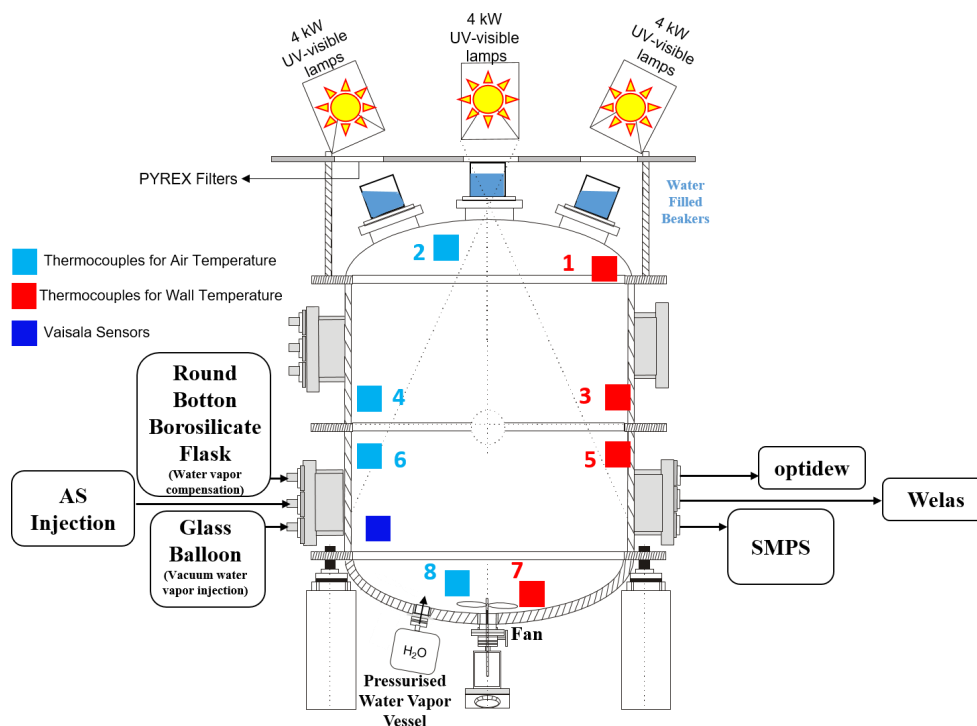 4 kW
UV-visible
lamps
4 kW
UV-visible
lamps
4 kW
UV-visible
lamps
PYREX Filters
Water
Filled
Beakers
2
1
Thermocouples for Air Temperature
Thermocouples for Wall Temperature
Vaisala Sensors
Round
Botton
Borosilicate
Flask
(Water vapor
compensation)
4
3
6
5
AS
Injection
Glass
Balloon
(Vacuum water
vapor injection)
optidew
Welas
SMPS
8
7
Fan
H₂O
Pressurised
Water Vapor
Vessel